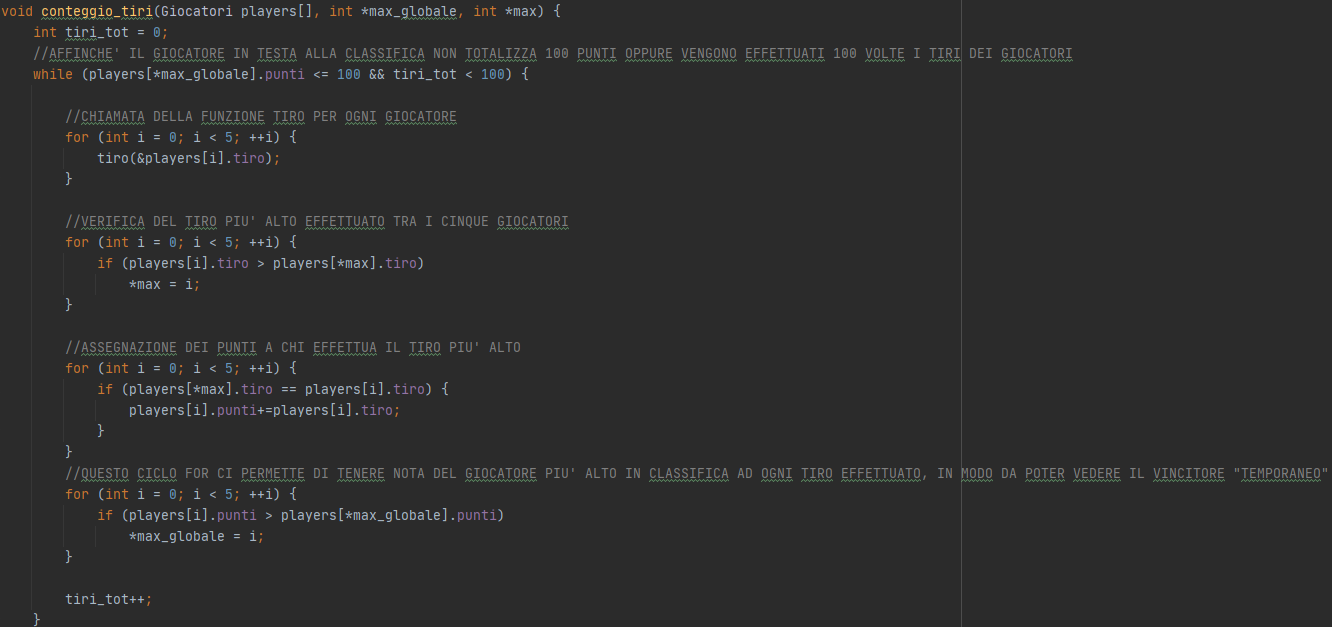 void conteggio_tiri(Giocatori players[], int *max_globale, int *max) {
    int tiri_tot = 0;
    //AFFINCHE' IL GIOCATORE IN TESTA ALLA CLASSIFICA NON TOTALIZZA 100 PUNTI OPPURE VENGONO EFFETTUATI 100 VOLTE I TIRI DEI GIOCATORI
    while (players[*max_globale].punti <= 100 && tiri_tot < 100) {
        //CHIAMATA DELLA FUNZIONE TIRO PER OGNI GIOCATORE
        for (int i = 0; i < 5; ++i) {
            tiro(&players[i].tiro);
        }
        //VERIFICA DEL TIRO PIU' ALTO EFFETTUATO TRA I CINQUE GIOCATORI
        for (int i = 0; i < 5; ++i) {
            if (players[i].tiro > players[*max].tiro)
                *max = i;
        }
        //ASSEGNAZIONE DEI PUNTI A CHI EFFETTUA IL TIRO PIU' ALTO
        for (int i = 0; i < 5; ++i) {
            if (players[*max].tiro == players[i].tiro) {
                players[i].punti+=players[i].tiro;
            }
        }
        //QUESTO CICLO FOR CI PERMETTE DI TENERE NOTA DEL GIOCATORE PIU' ALTO IN CLASSIFICA AD OGNI TIRO EFFETTUATO, IN MODO DA POTER VEDERE IL VINCITORE "TEMPORANEO"
        for (int i = 0; i < 5; ++i) {
            if (players[i].punti > players[*max_globale].punti)
                *max_globale = i;
        }
        tiri_tot++;
    }